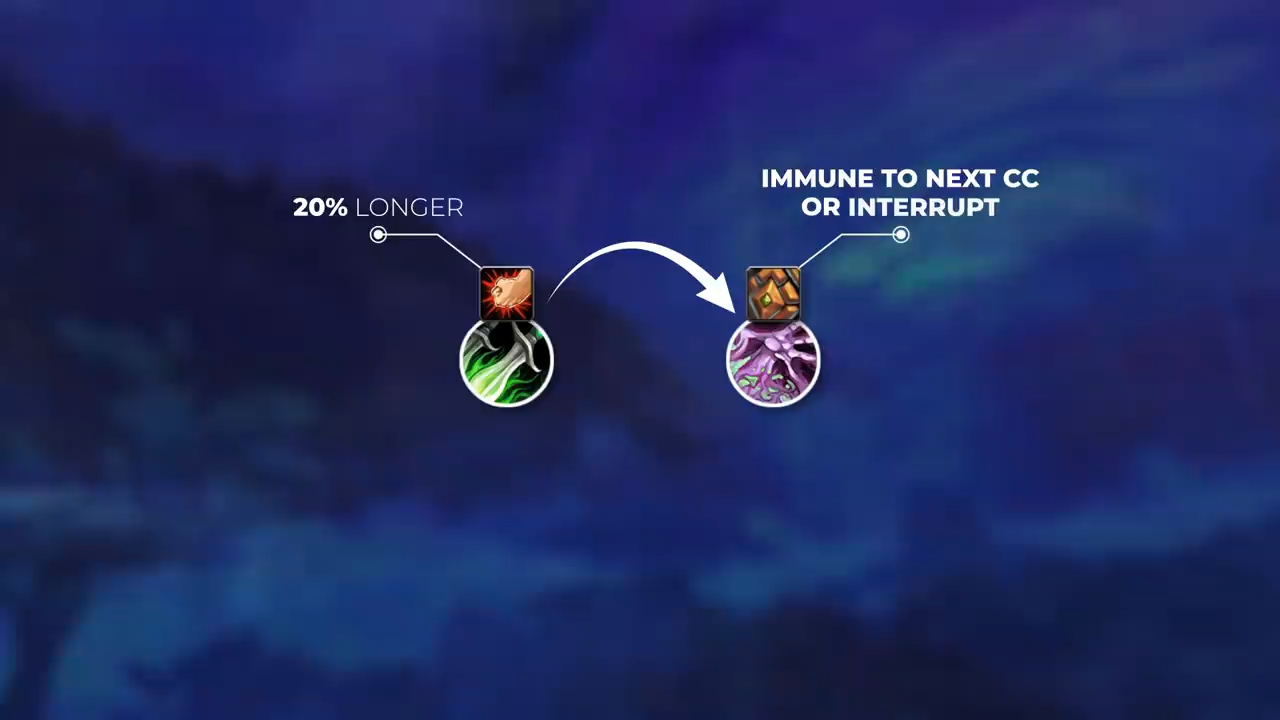 20% LONGER
IMMUNE TO NEXT CC
OR INTERRUPT